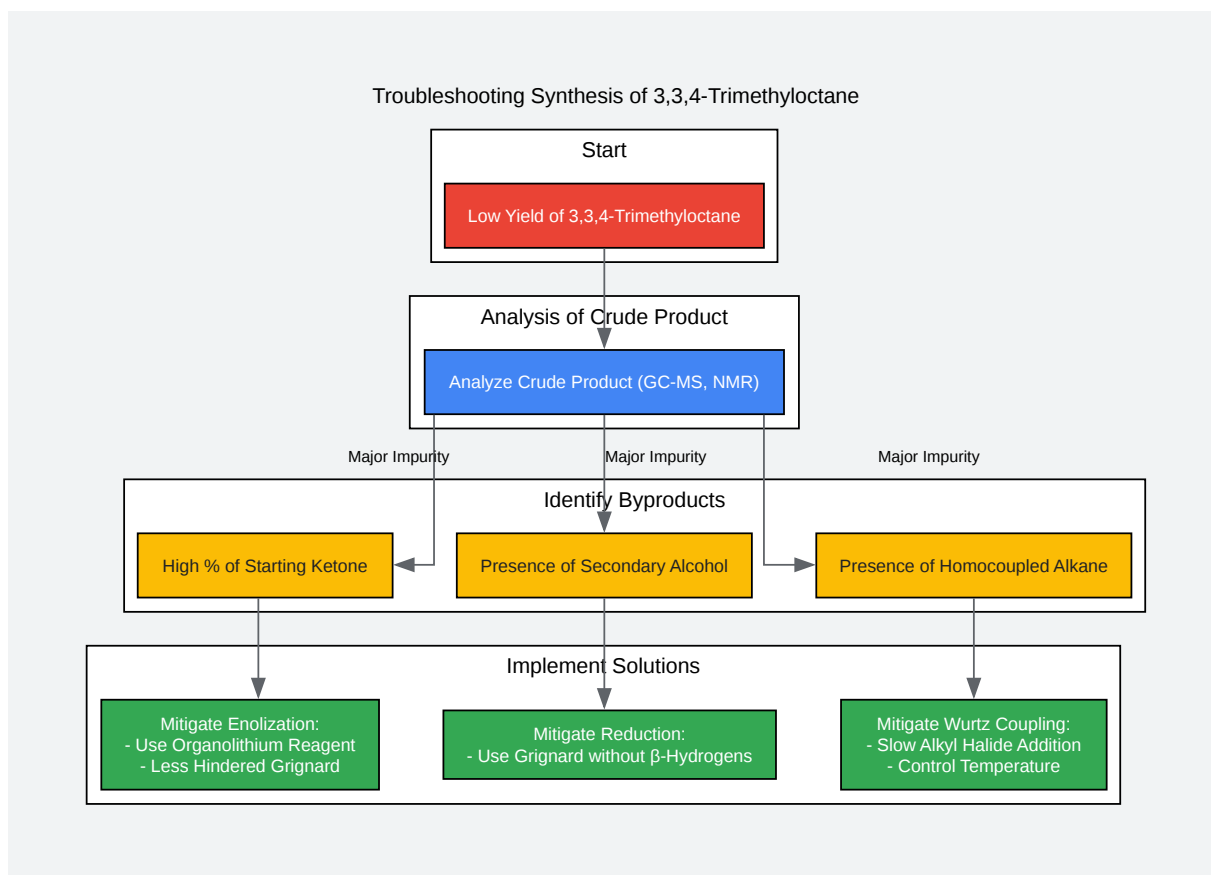 Troubleshooting Synthesis of 3,3,4-Trimethyloctane
Start
Low Yield of 3,3,4-Trimethyloctane
Analysis of Crude Product
Analyze Crude Product (GC-MS, NMR)
Major Impurity
Major Impurity
Major Impurity
Identify Byproducts
High % of Starting Ketone
Presence of Secondary Alcohol
Presence of Homocoupled Alkane
Implement Solutions
Mitigate Enolization:
- Use Organolithium Reagent
- Less Hindered Grignard
Mitigate Reduction:
- Use Grignard without β-Hydrogens
Mitigate Wurtz Coupling:
- Slow Alkyl Halide Addition
- Control Temperature